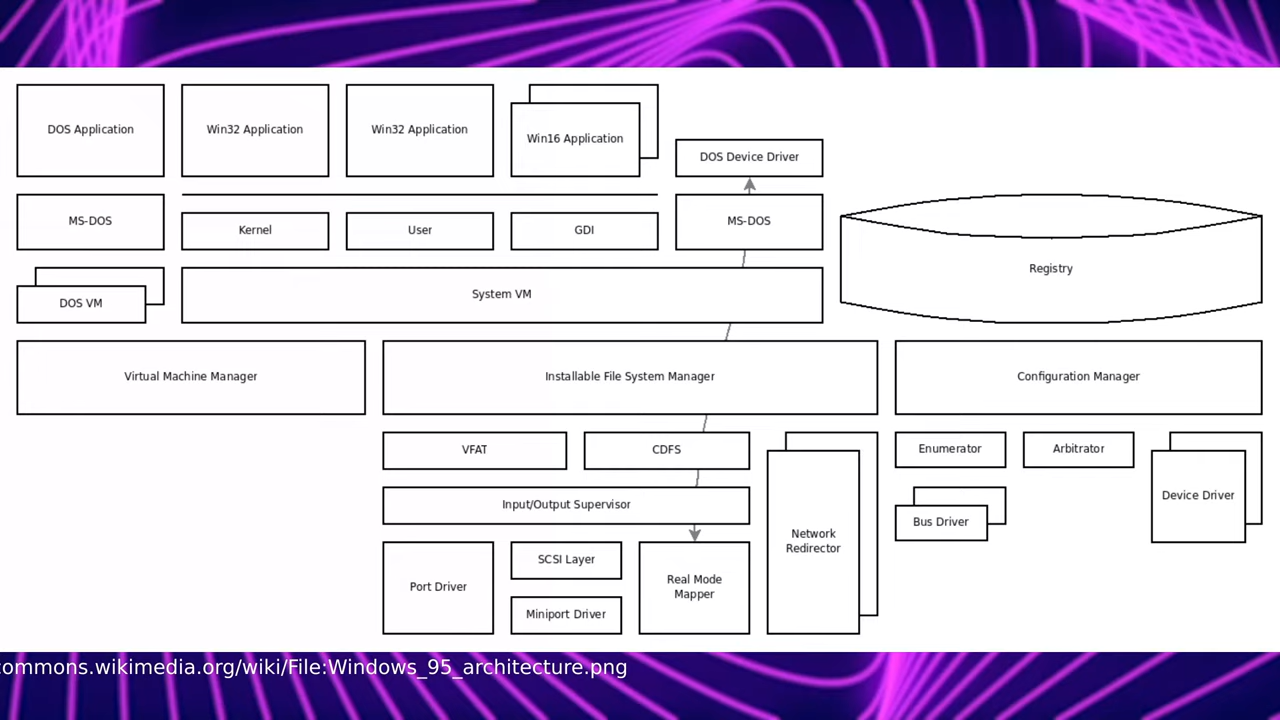 DOS Application
Win32 Application
Win32 Application
Win16 Application
DOS Device Driver
MS-DOS
Kernel
User
GDI
MS-DOS
Registry
DOS VM
System VM
Virtual Machine Manager
Installable File System Manager
Configuration Manager
VFAT
CDFS
Enumerator
Arbitrator
Input/Output Supervisor
Network
Redirector
Bus Driver
Device Driver
Port Driver
SCSI Layer
Miniport Driver
Real Mode
Mapper
commons.wikimedia.org/wiki/File:Windows_95_architecture.png